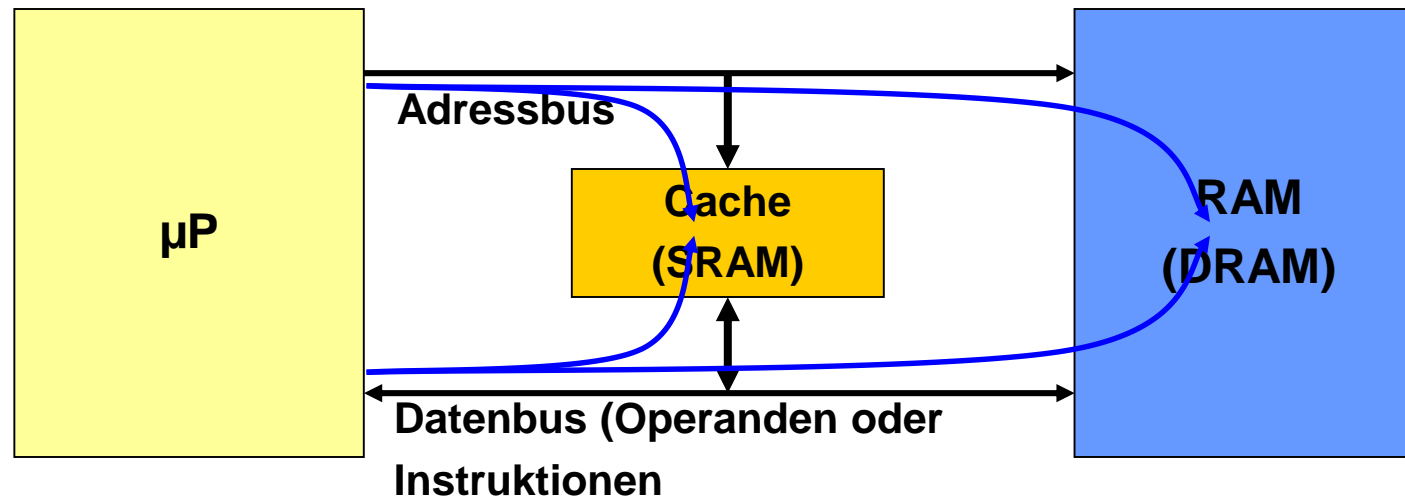 µP
Adressbus
Cache
(SRAM)
RAM
(DRAM)
Datenbus (Operanden oder
Instruktionen